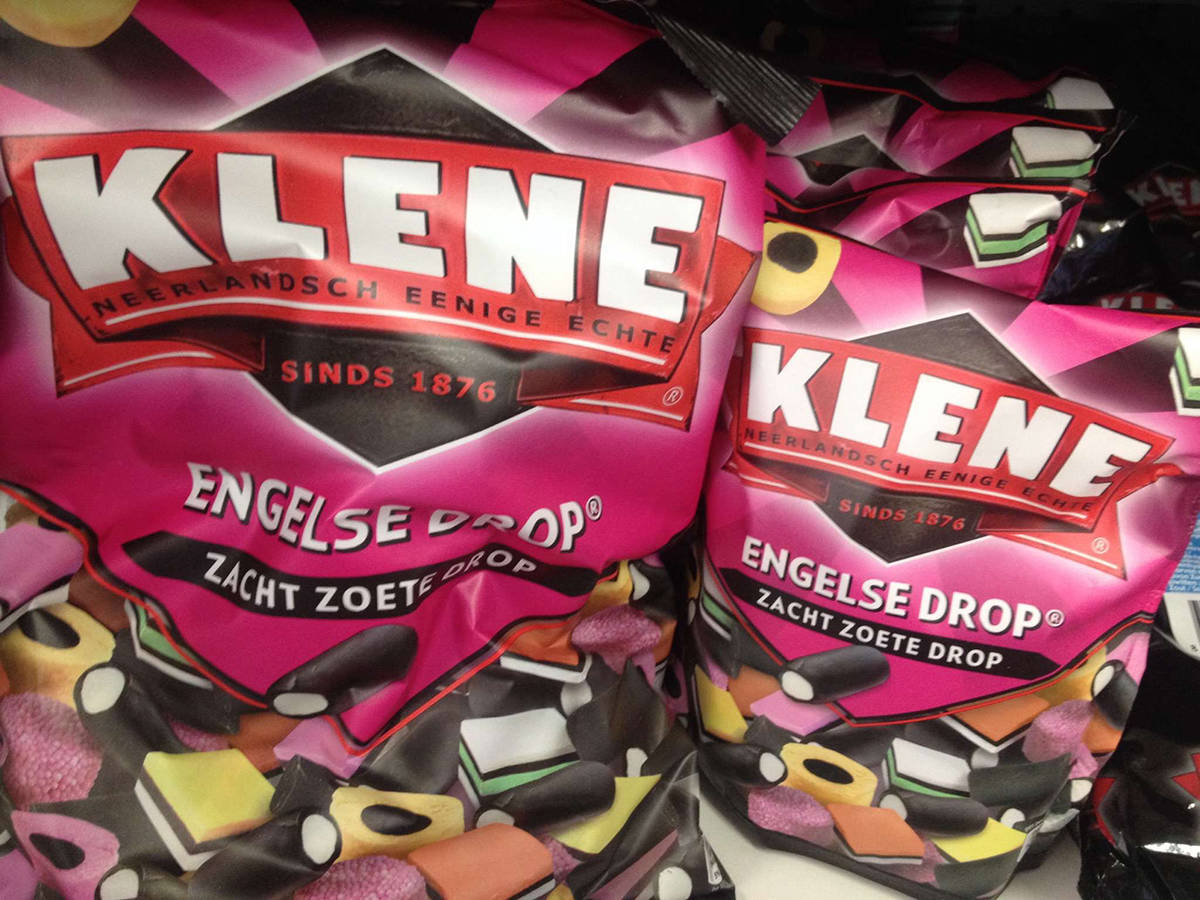 KLENE
NEERLANDSCH EENIGE ECHTE
SINDS 1876
®
ENGELSE DROP®
ZACHT ZOETE DROP
KLENE
NEERLANDSCH EENIGE ECHTE
SINDS 1876
®
ENGELSE DROP®
ZACHT ZOETE DROP